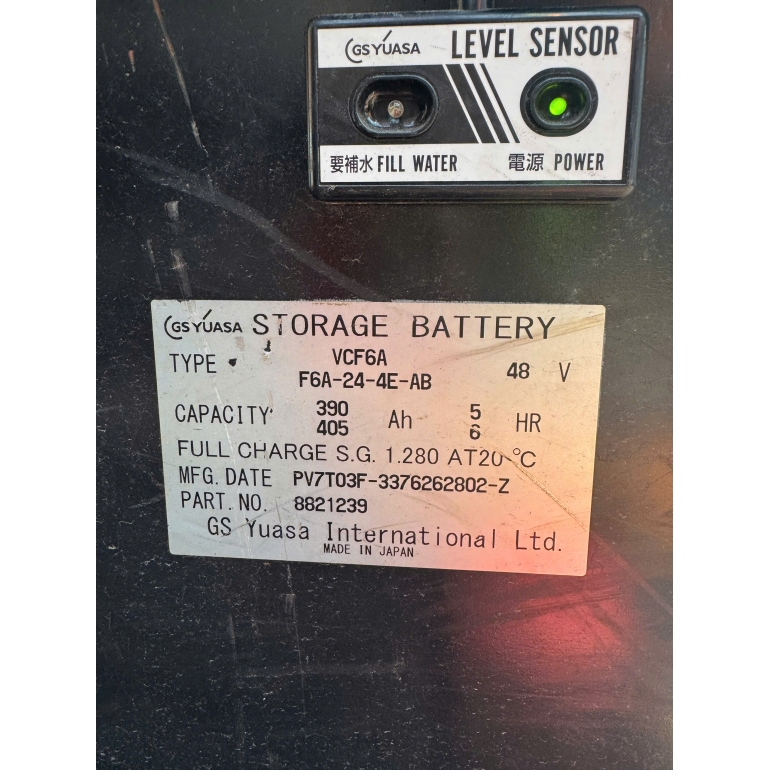 GS YUASA LEVEL SENSOR
要補水 FILL WATER 電源 POWER
GS YUASA STORAGE BATTERY
TYPE VCF6A 48 V
F6A-24-4E-AB
CAPACITY 390 Ah 5 HR
405 6
FULL CHARGE S.G. 1.280 AT20℃
MFG. DATE PV7T03F-3376262802-Z
PART. NO. 8821239
GS Yuasa International Ltd.
MADE IN JAPAN